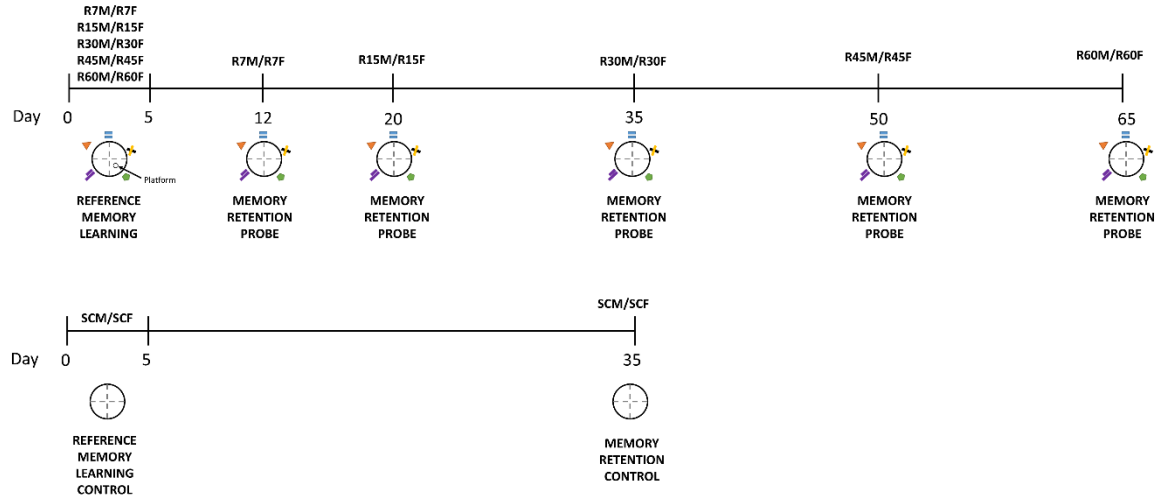 R7M/R7F
R15M/R15F
R30M/R30F
R45M/R45F
R60M/R60F
R7M/R7F
R15M/R15F
R30M/R30F
R45M/R45F
R60M/R60F
Day 0 5 12 20 35 50 65
Platform
REFERENCE
MEMORY
LEARNING
MEMORY
RETENTION
PROBE
MEMORY
RETENTION
PROBE
MEMORY
RETENTION
PROBE
MEMORY
RETENTION
PROBE
MEMORY
RETENTION
PROBE
SCM/SCF
SCM/SCF
Day 0 5 35
REFERENCE
MEMORY
LEARNING
CONTROL
MEMORY
RETENTION
CONTROL